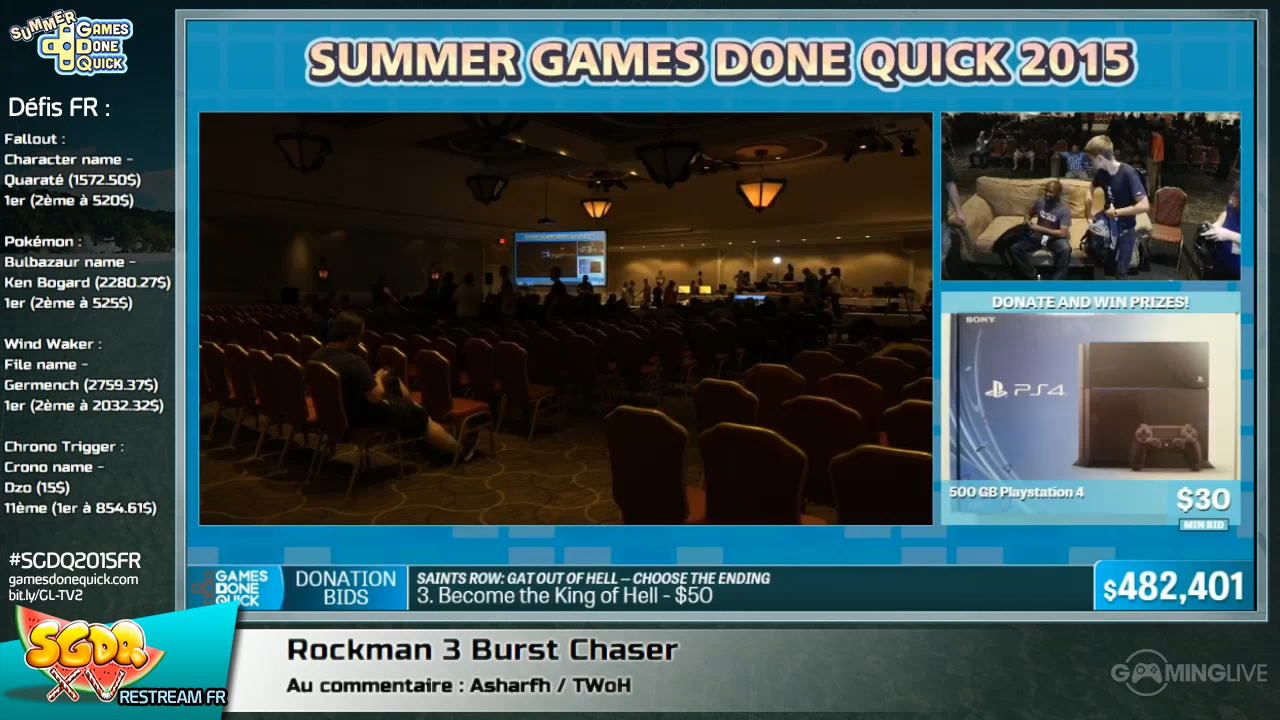 SUMMER
GAMES
DONE
QUICK
Défis FR :
Fallout :
Character name -
Quaraté (1572.50$)
1er (2ème à 520$)
Pokémon :
Bulbazaur name -
Ken Bogard (2280.27$)
1er (2ème à 525$)
Wind Waker :
File name -
Germench (2759.37$)
1er (2ème à 2032.32$)
Chrono Trigger :
Crono name -
Dzo (15$)
11ème (1er à 854.61$)
#SGDQ2015FR
gamesdonequick.com
bit.ly/GL-TV2
SGDQ
XV
RESTREAM FR
SUMMER GAMES DONE QUICK 2015
DONATE AND WIN PRIZES!
SONY
PS4
500 GB Playstation 4
$30
MIN BID
GAMES
DONE
QUICK
DONATION
BIDS
SAINTS ROW: GAT OUT OF HELL – CHOOSE THE ENDING
3. Become the King of Hell - $50
$482,401
Rockman 3 Burst Chaser
Au commentaire : Asharfh / TWoH
GAMINGLIVE